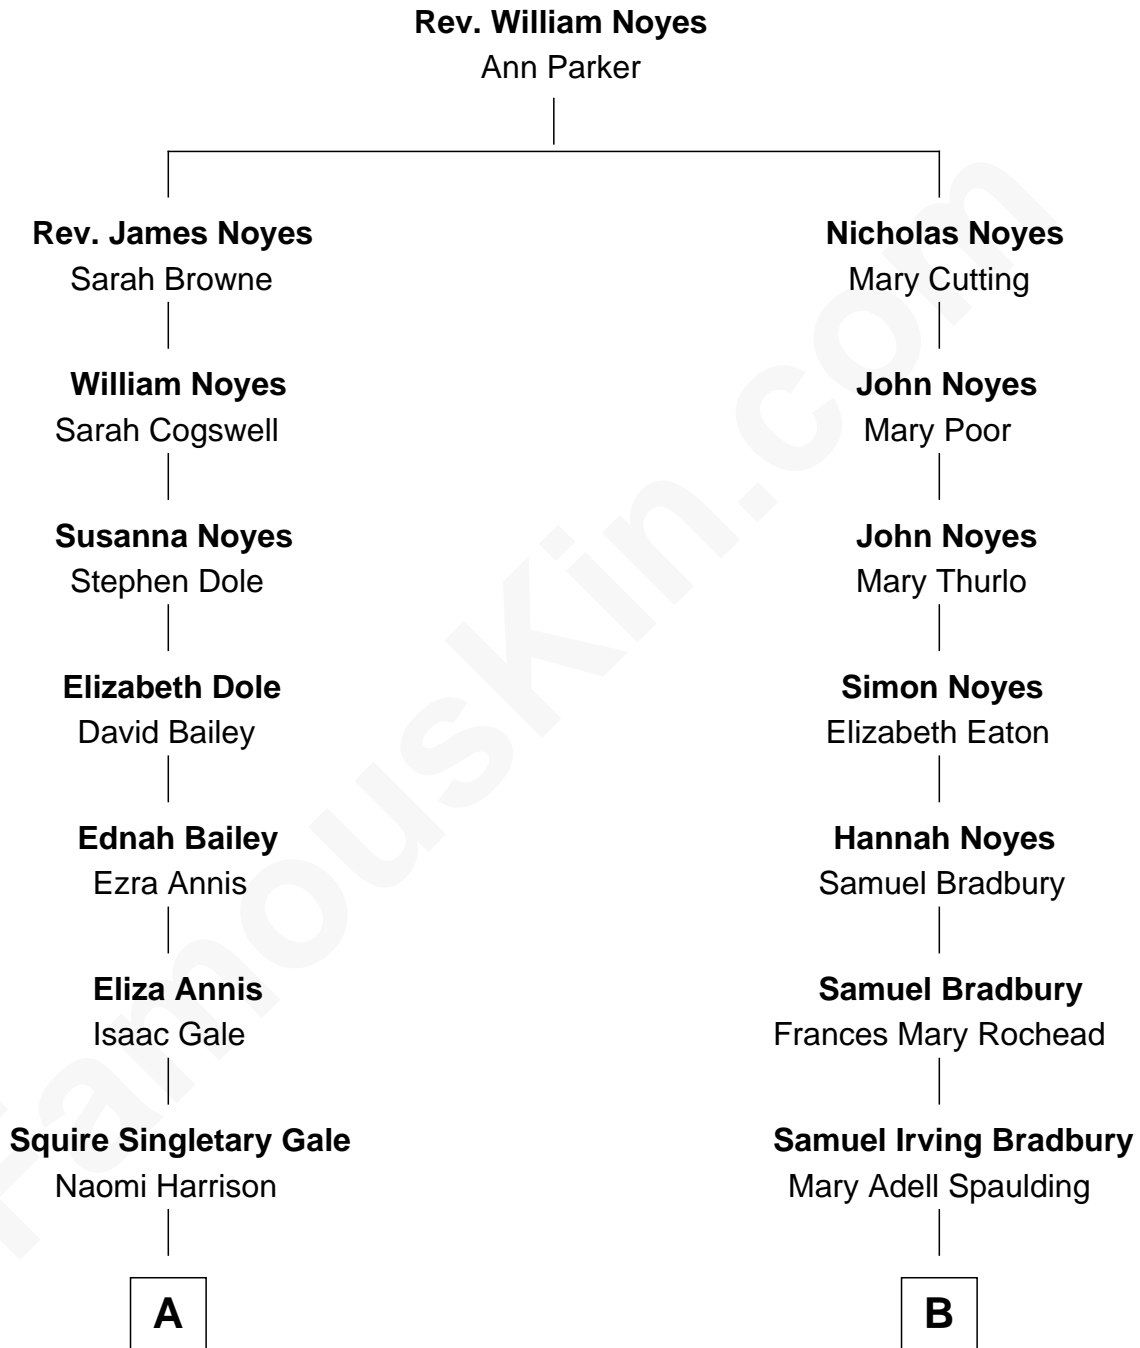 Rev. William Noyes
Ann Parker
Rev. James Noyes
Sarah Browne
William Noyes
Sarah Cogswell
Susanna Noyes
Stephen Dole
Elizabeth Dole
David Bailey
Ednah Bailey
Ezra Annis
Eliza Annis
Isaac Gale
Squire Singletary Gale
Naomi Harrison
A
Nicholas Noyes
Mary Cutting
John Noyes
Mary Poor
John Noyes
Mary Thurlo
Simon Noyes
Elizabeth Eaton
Hannah Noyes
Samuel Bradbury
Samuel Bradbury
Frances Mary Rochead
Samuel Irving Bradbury
Mary Adell Spaulding
B
FamousKin.com